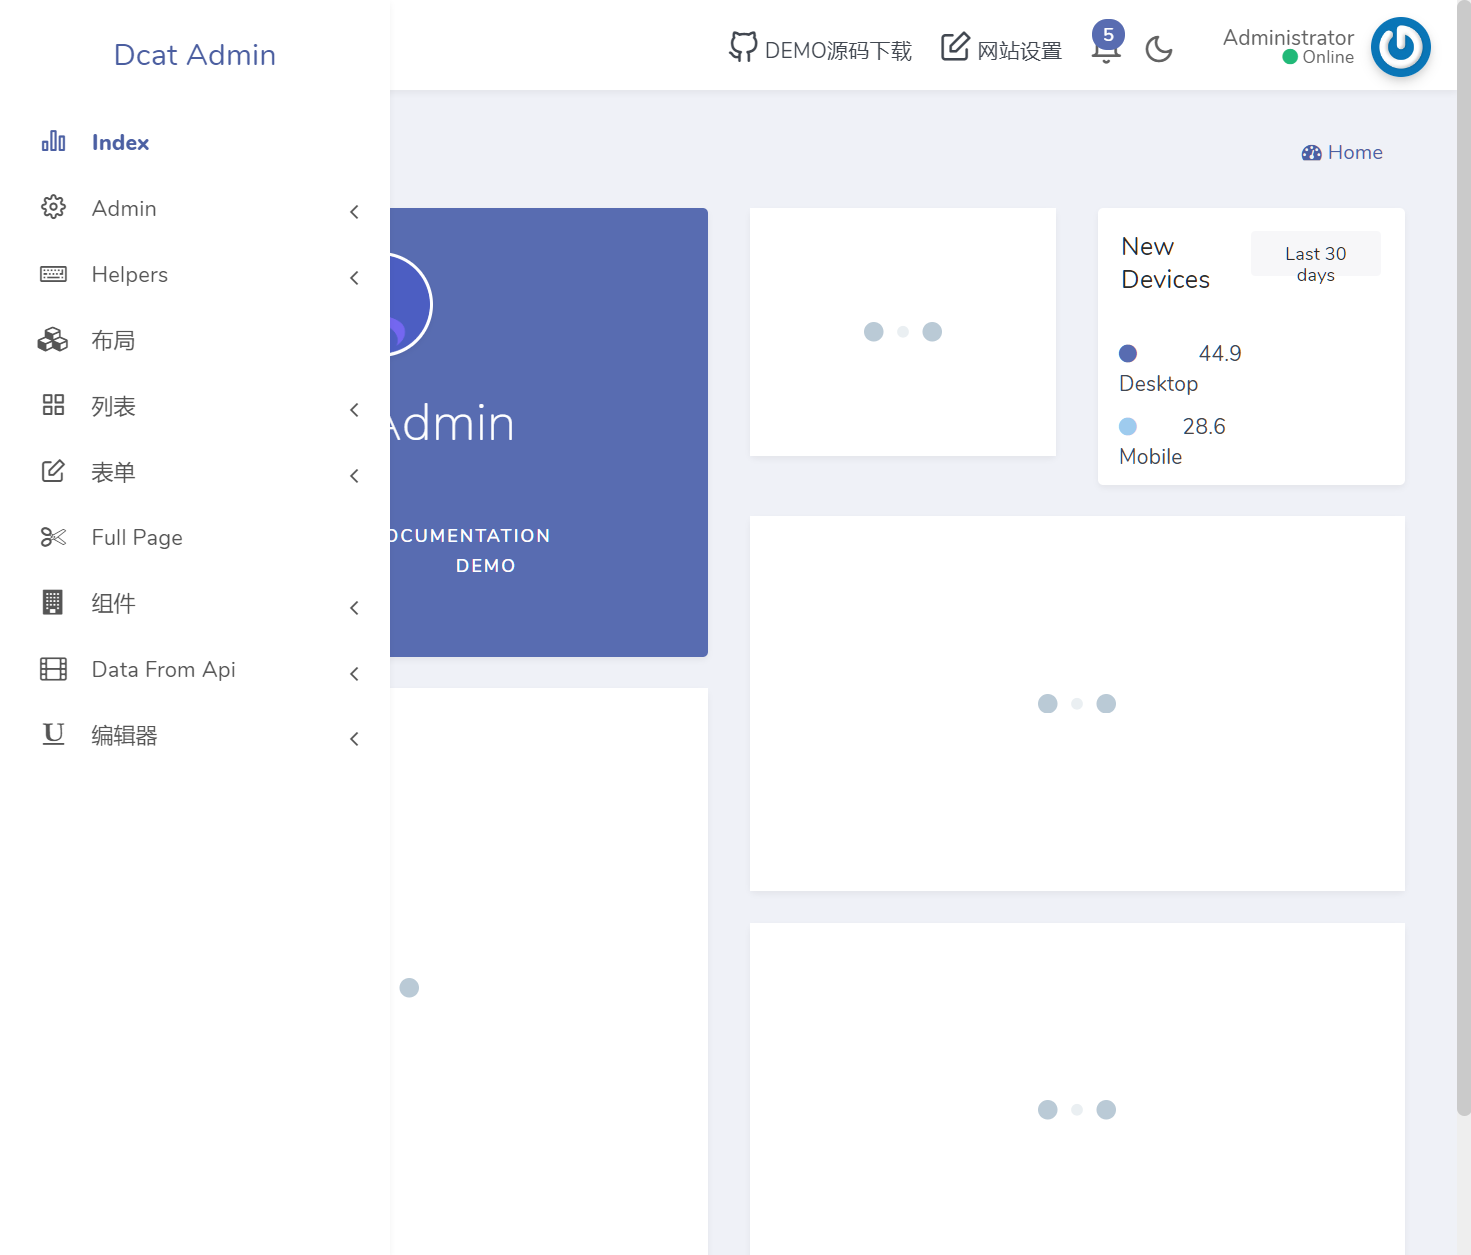 Dcat Admin
DEMO源码下载
网站设置
5
Administrator
Online
Index
Admin
Helpers
布局
列表
表单
Full Page
组件
Data From Api
编辑器
Home
Admin
OCUMENTATION
DEMO
New
Devices
Last 30
days
44.9
Desktop
28.6
Mobile